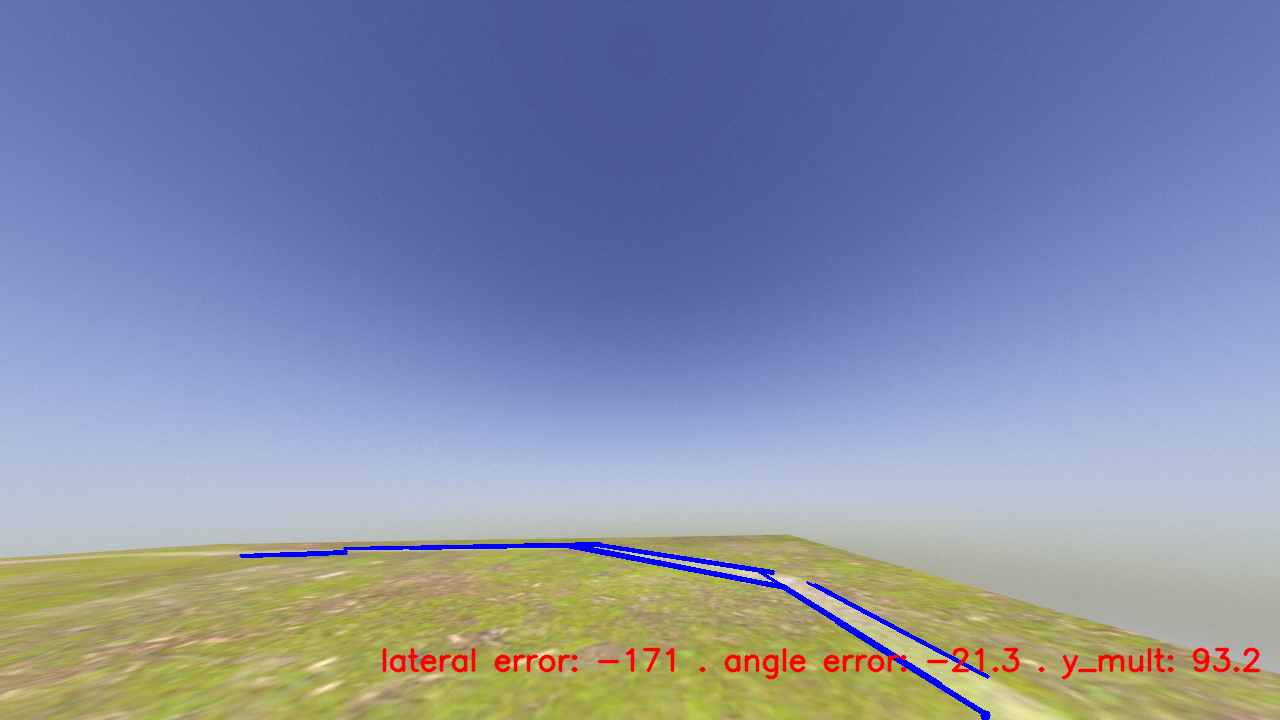 lateral error: -171 . angle error: -21.3 . y_mult: 93.2